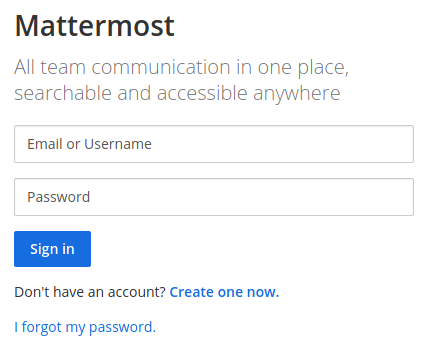 Mattermost
All team communication in one place,
searchable and accessible anywhere
Email or Username
Password
Sign in
Don't have an account? Create one now.
I forgot my password.